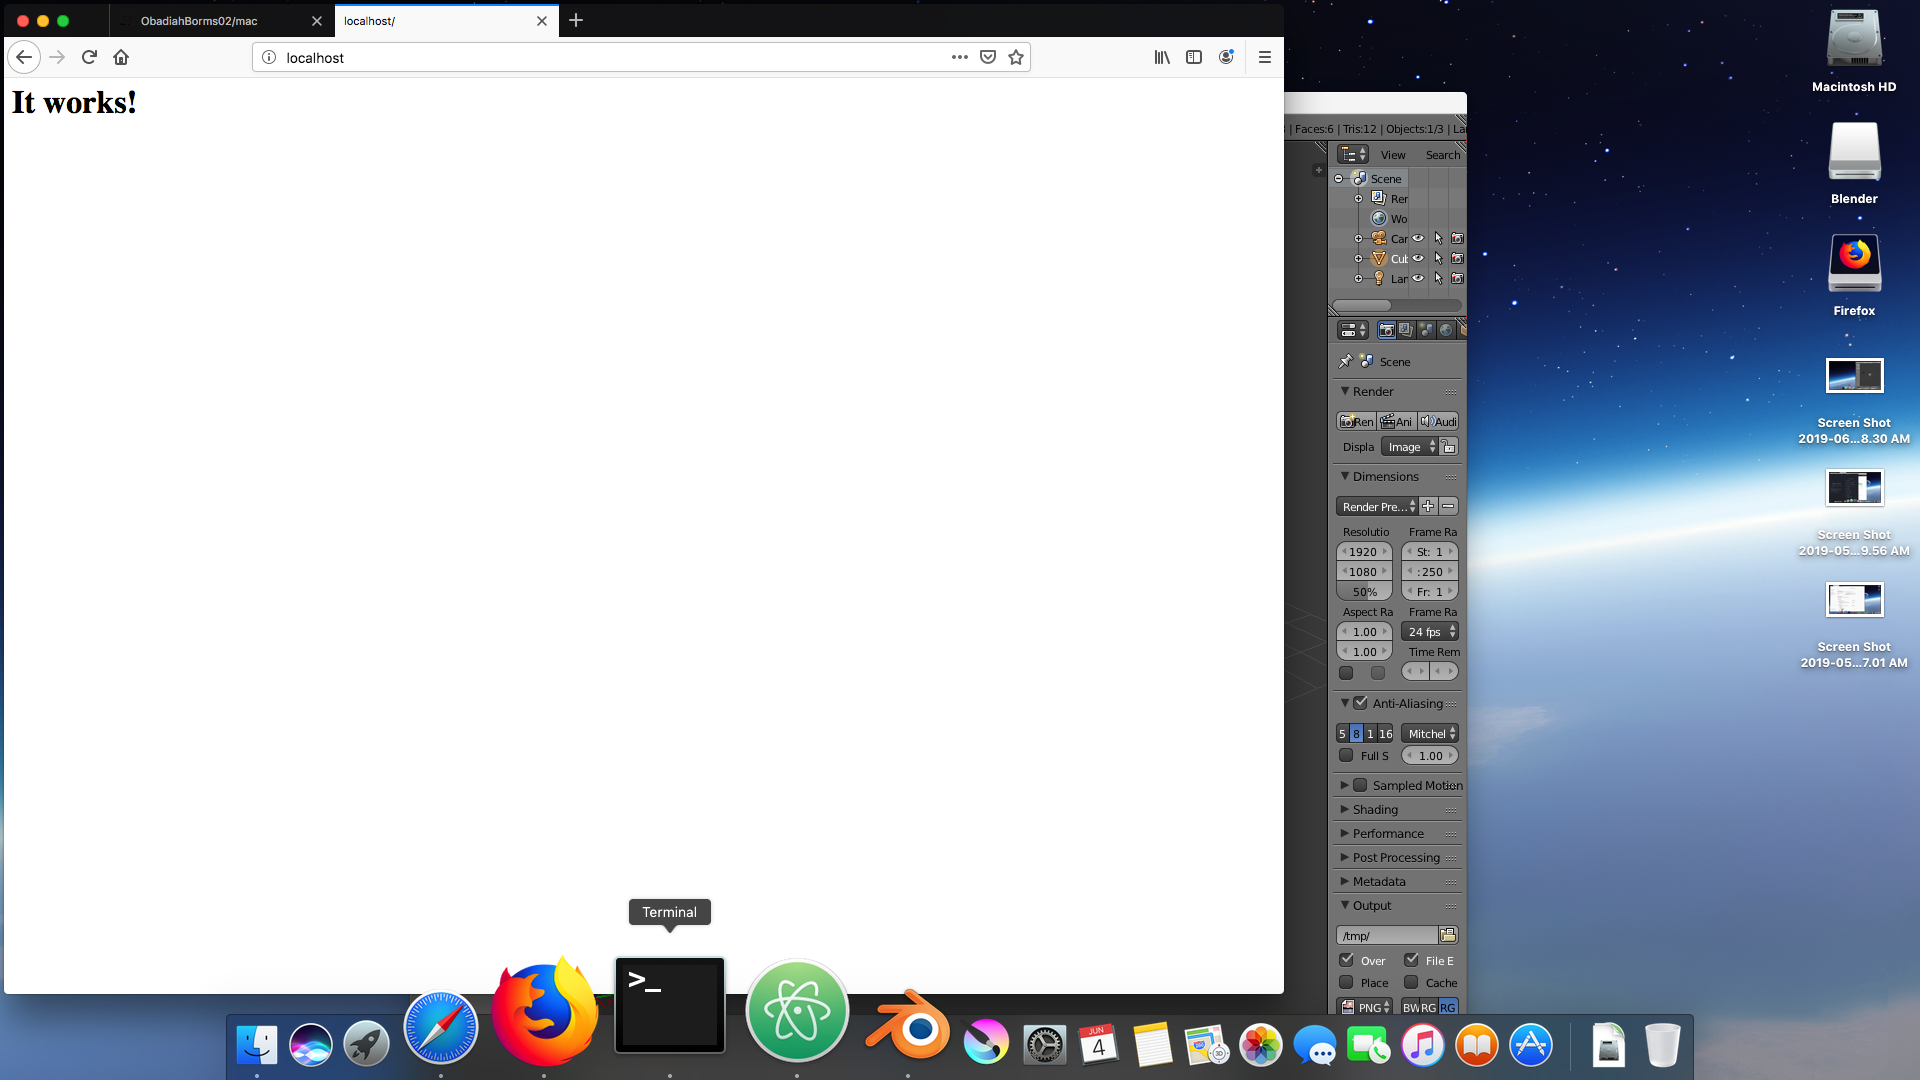 ObadiahBorms02/mac
localhost/
localhost
It works!
Terminal
>_
| Faces:6 | Tris:12 | Objects:1/3 | La
View Search
Scene
Rer
Wo
Car
Cub
Lar
Scene
Render
Ren Ani Audi
Displa Image
Dimensions
Render Pre...
Resolutio Frame Ra
1920 St: 1
1080 :250
50% Fr: 1
Aspect Ra Frame Ra
1.00 24 fps
1.00 Time Rem
Anti-Aliasing
5 8 1 16 Mitchel
Full S 1.00
Sampled Motion
Shading
Performance
Post Processing
Metadata
Output
/tmp/
Over File E
Place Cache
PNG BW RG RG
Macintosh HD
Blender
Firefox
Screen Shot
2019-06...8.30 AM
Screen Shot
2019-05...9.56 AM
Screen Shot
2019-05...7.01 AM
JUN
4